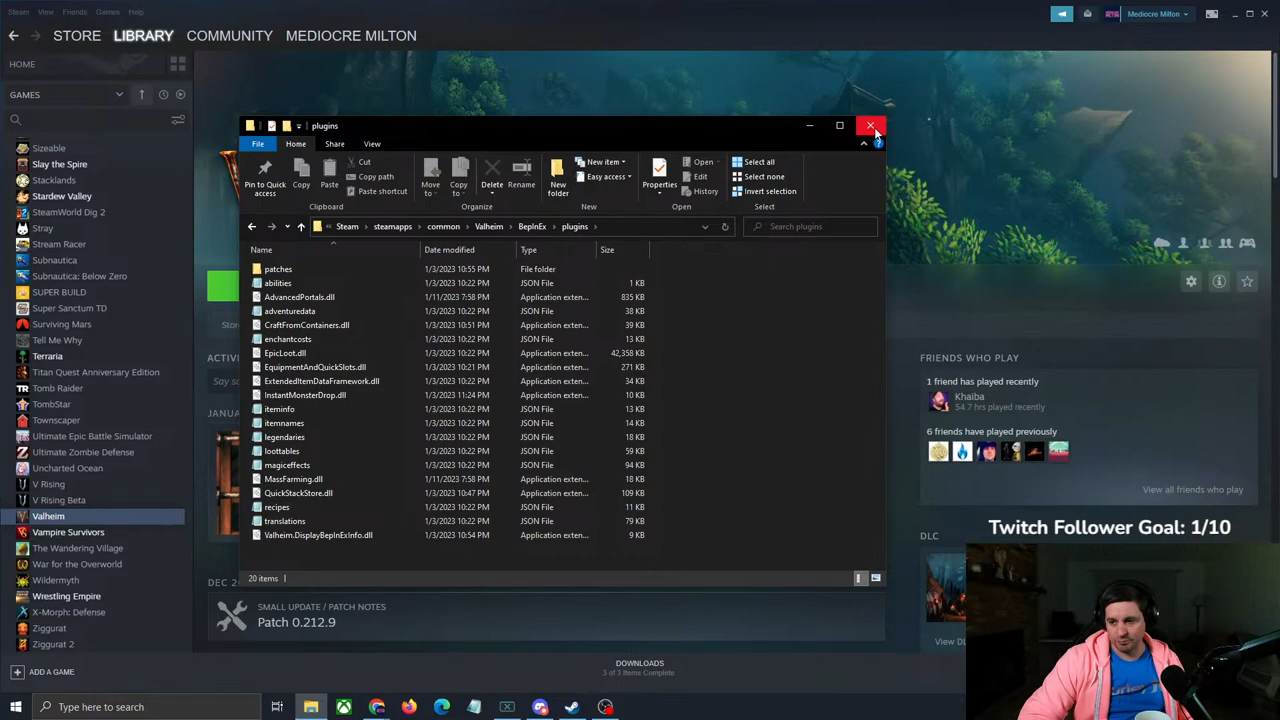 Steam View Friends Games Help
Mediocre Milton
STORE LIBRARY COMMUNITY MEDIOCRE MILTON
HOME
GAMES
Sizeable
Slay the Spire
Stacklands
Stardew Valley
SteamWorld Dig 2
Stray
Stream Racer
Subnautica
Subnautica: Below Zero
SUPER BUILD
Super Sanctum TD
Surviving Mars
Tell Me Why
Terraria
Titan Quest Anniversary Edition
Tomb Raider
TombStar
Townscaper
Ultimate Epic Battle Simulator
Ultimate Zombie Defense
Uncharted Ocean
V Rising
V Rising Beta
Valheim
Vampire Survivors
The Wandering Village
War for the Overworld
Wildermyth
Wrestling Empire
X-Morph: Defense
Ziggurat
Ziggurat 2
ADD A GAME
plugins
File Home Share View
Pin to Quick access
Copy
Paste
Cut
Copy path
Paste shortcut
Clipboard
Move to
Copy to
Delete
Rename
Organize
New folder
New item
Easy access
New
Properties
Open
Edit
History
Open
Select all
Select none
Invert selection
Select
« Steam › steamapps › common › Valheim › BepInEx › plugins ›
Search plugins
Name Date modified Type Size
patches 1/3/2023 10:55 PM File folder
abilities 1/3/2023 10:22 PM JSON File 1 KB
AdvancedPortals.dll 1/11/2023 7:58 PM Application exten... 835 KB
adventuredata 1/3/2023 10:22 PM JSON File 38 KB
CraftFromContainers.dll 1/3/2023 10:51 PM Application exten... 39 KB
enchantcosts 1/3/2023 10:22 PM JSON File 13 KB
EpicLoot.dll 1/3/2023 10:22 PM Application exten... 42,358 KB
EquipmentAndQuickSlots.dll 1/3/2023 10:21 PM Application exten... 271 KB
ExtendedItemDataFramework.dll 1/3/2023 10:22 PM Application exten... 34 KB
InstantMonsterDrop.dll 1/3/2023 11:24 PM Application exten... 10 KB
iteminfo 1/3/2023 10:22 PM JSON File 13 KB
itemnames 1/3/2023 10:22 PM JSON File 14 KB
legendaries 1/3/2023 10:22 PM JSON File 18 KB
loottables 1/3/2023 10:22 PM JSON File 59 KB
magiceffects 1/3/2023 10:22 PM JSON File 94 KB
MassFarming.dll 1/11/2023 7:58 PM Application exten... 18 KB
QuickStackStore.dll 1/3/2023 10:47 PM Application exten... 109 KB
recipes 1/3/2023 10:22 PM JSON File 11 KB
translations 1/3/2023 10:22 PM JSON File 79 KB
Valheim.DisplayBepInExInfo.dll 1/3/2023 10:54 PM Application exten... 9 KB
20 items
Sto
ACTIV
Say so
JANUA
DEC 20
SMALL UPDATE / PATCH NOTES
Patch 0.212.9
FRIENDS WHO PLAY
1 friend has played recently
Khaiba
54.7 hrs played recently
6 friends have played previously
View all friends who play
Twitch Follower Goal: 1/10
DLC
View DL
DOWNLOADS
3 of 3 Items Complete
Type here to search